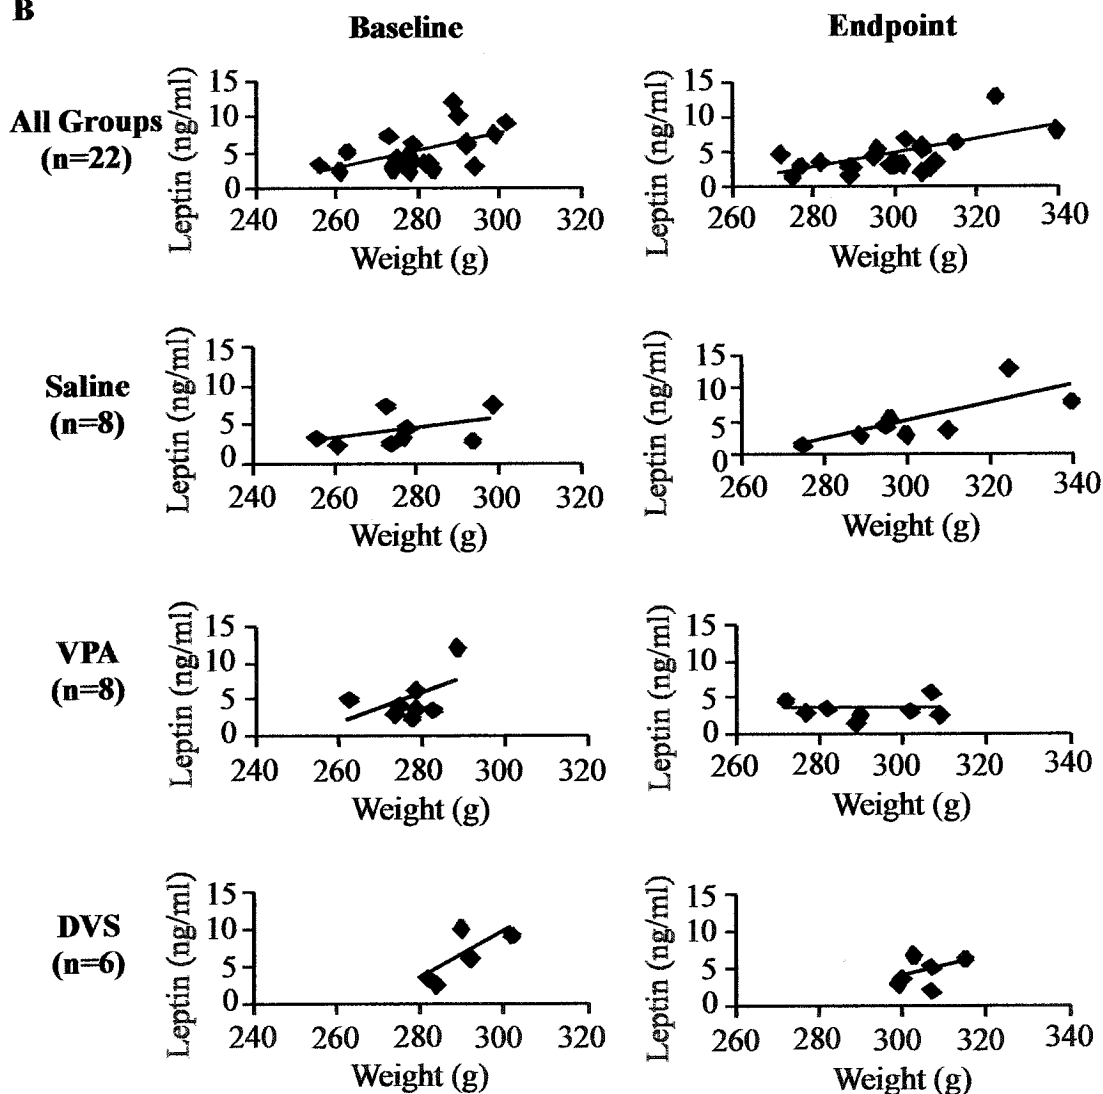 B
Baseline
Endpoint
All Groups
(n=22)
Leptin (ng/ml)
15
10
5
0
240 260 280 300 320
Weight (g)
Leptin (ng/ml)
15
10
5
0
260 280 300 320 340
Weight (g)
Saline
(n=8)
Leptin (ng/ml)
15
10
5
0
240 260 280 300 320
Weight (g)
Leptin (ng/ml)
15
10
5
0
260 280 300 320 340
Weight (g)
VPA
(n=8)
Leptin (ng/ml)
15
10
5
0
240 260 280 300 320
Weight (g)
Leptin (ng/ml)
15
10
5
0
260 280 300 320 340
Weight (g)
DVS
(n=6)
Leptin (ng/ml)
15
10
5
0
240 260 280 300 320
Weight (g)
Leptin (ng/ml)
15
10
5
0
260 280 300 320 340
Weight (g)